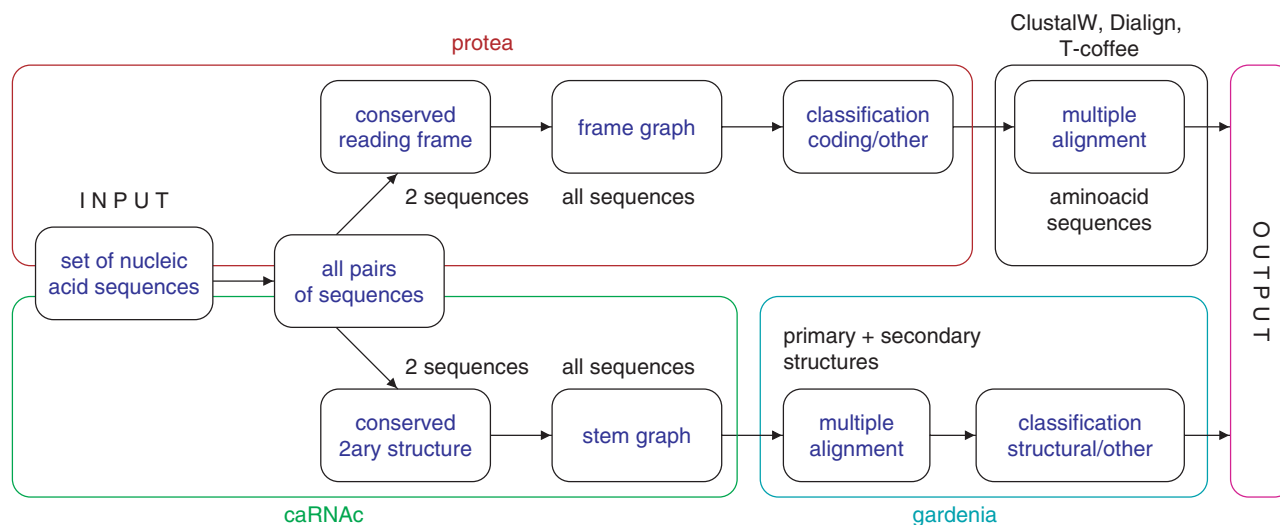 protea
ClustalW, Dialign,
T-coffee
conserved
reading frame
frame graph
classification
coding/other
multiple
alignment
2 sequences
all sequences
aminoacid
sequences
INPUT
set of nucleic
acid sequences
all pairs
of sequences
OUTPUT
2 sequences
all sequences
primary + secondary
structures
conserved
2ary structure
stem graph
multiple
alignment
classification
structural/other
caRNAc
gardenia